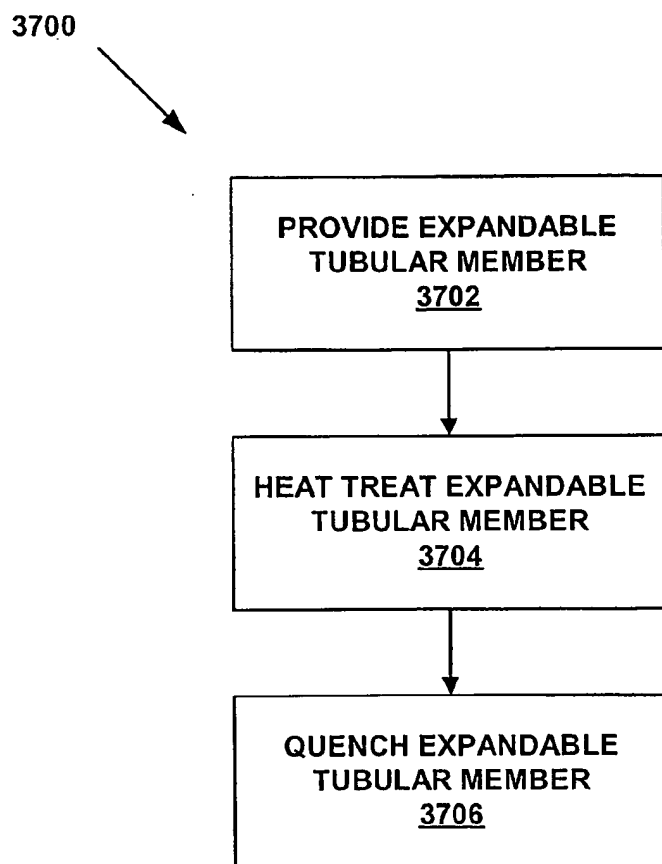 3700
PROVIDE EXPANDABLE
TUBULAR MEMBER
3702
HEAT TREAT EXPANDABLE
TUBULAR MEMBER
3704
QUENCH EXPANDABLE
TUBULAR MEMBER
3706